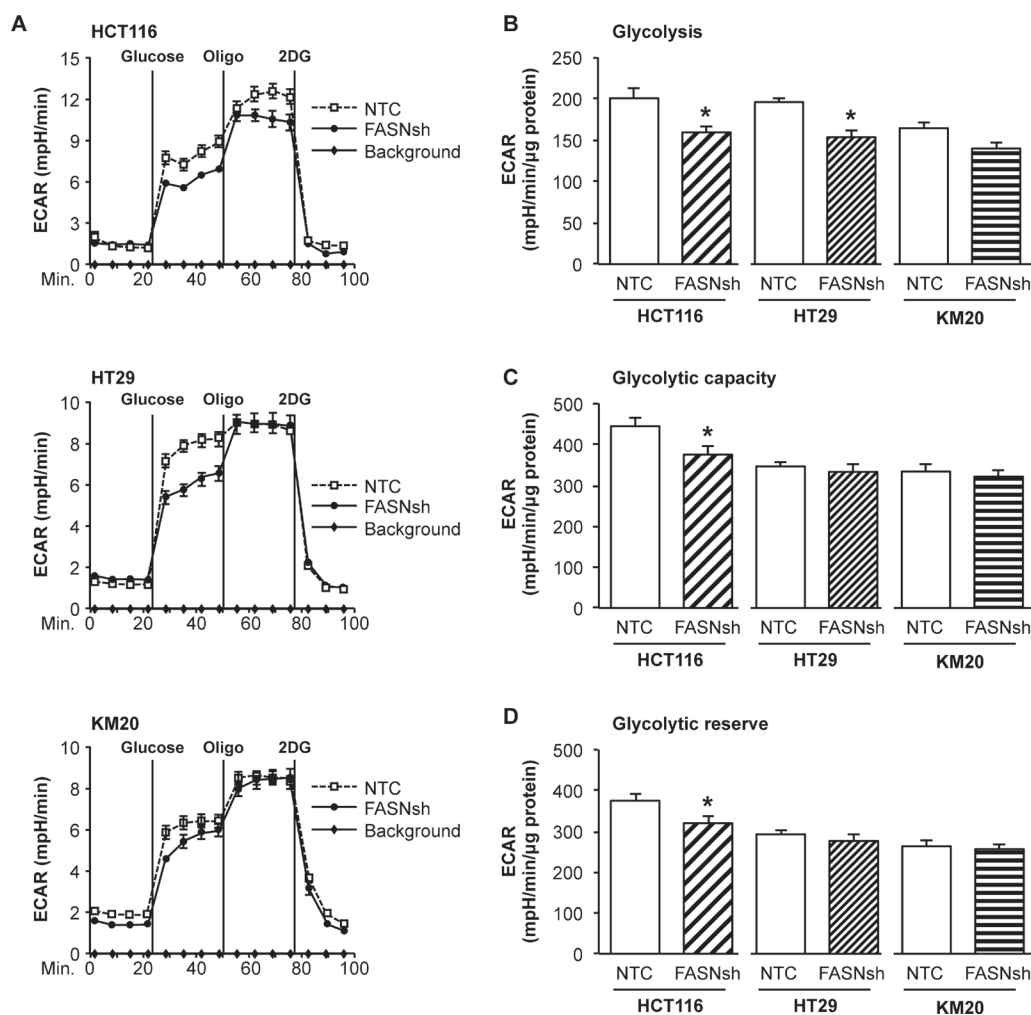 A
HCT116
Glucose Oligo 2DG
15
12
9
6
3
0
ECAR (mpH/min)
Min. 0 20 40 60 80 100
NTC
FASNsh
Background
HT29
Glucose Oligo 2DG
10
8
6
4
2
0
ECAR (mpH/min)
Min. 0 20 40 60 80 100
NTC
FASNsh
Background
KM20
Glucose Oligo 2DG
10
8
6
4
2
0
ECAR (mpH/min)
Min. 0 20 40 60 80 100
NTC
FASNsh
Background
B Glycolysis
250
200
150
100
50
0
ECAR
(mpH/min/µg protein)
* *
NTC FASNsh NTC FASNsh NTC FASNsh
HCT116 HT29 KM20
C Glycolytic capacity
500
400
300
200
100
0
ECAR
(mpH/min/µg protein)
*
NTC FASNsh NTC FASNsh NTC FASNsh
HCT116 HT29 KM20
D Glycolytic reserve
500
400
300
200
100
0
ECAR
(mpH/min/µg protein)
*
NTC FASNsh NTC FASNsh NTC FASNsh
HCT116 HT29 KM20